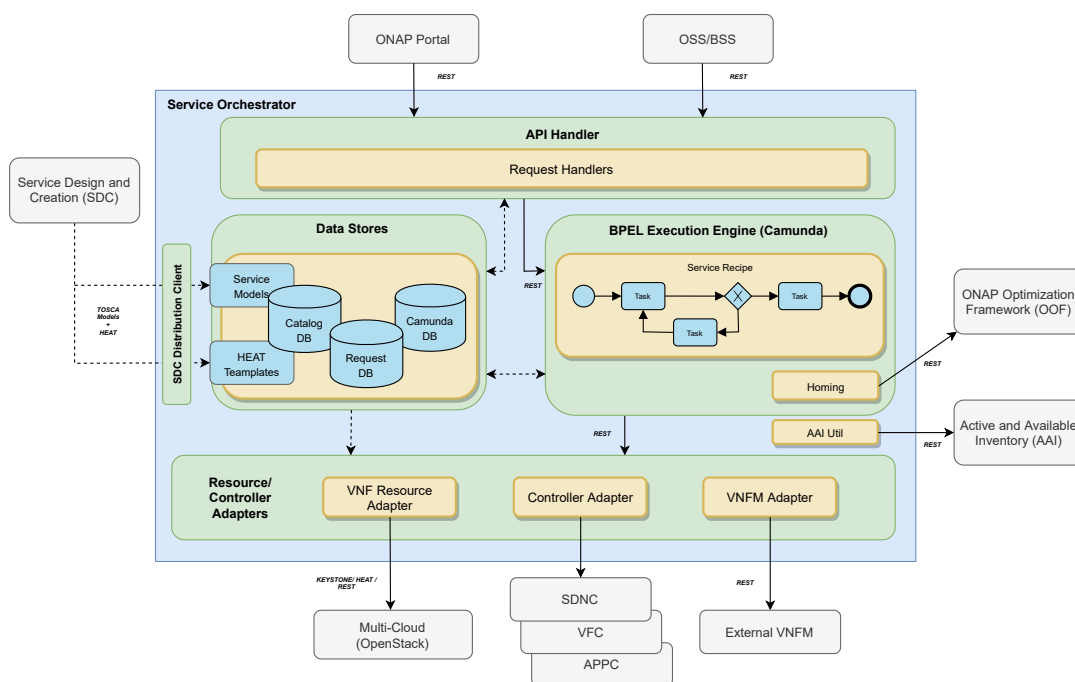 ONAP Portal
OSS/BSS
REST
REST
Service Orchestrator
API Handler
Request Handlers
Service Design and
Creation (SDC)
Data Stores
BPEL Execution Engine (Camunda)
SDC Distribution Client
Service
Models
Catalog
DB
Camunda
DB
Request
DB
HEAT
Teamplates
TOSCA
Models
+
HEAT
REST
Service Recipe
Task
Task
Task
X
Homing
AAI Util
ONAP Optimization
Framework (OOF)
REST
Active and Available
Inventory (AAI)
REST
REST
Resource/
Controller
Adapters
VNF Resource
Adapter
Controller Adapter
VNFM Adapter
KEYSTONE/ HEAT /
REST
REST
Multi-Cloud
(OpenStack)
SDNC
VFC
APPC
External VNFM